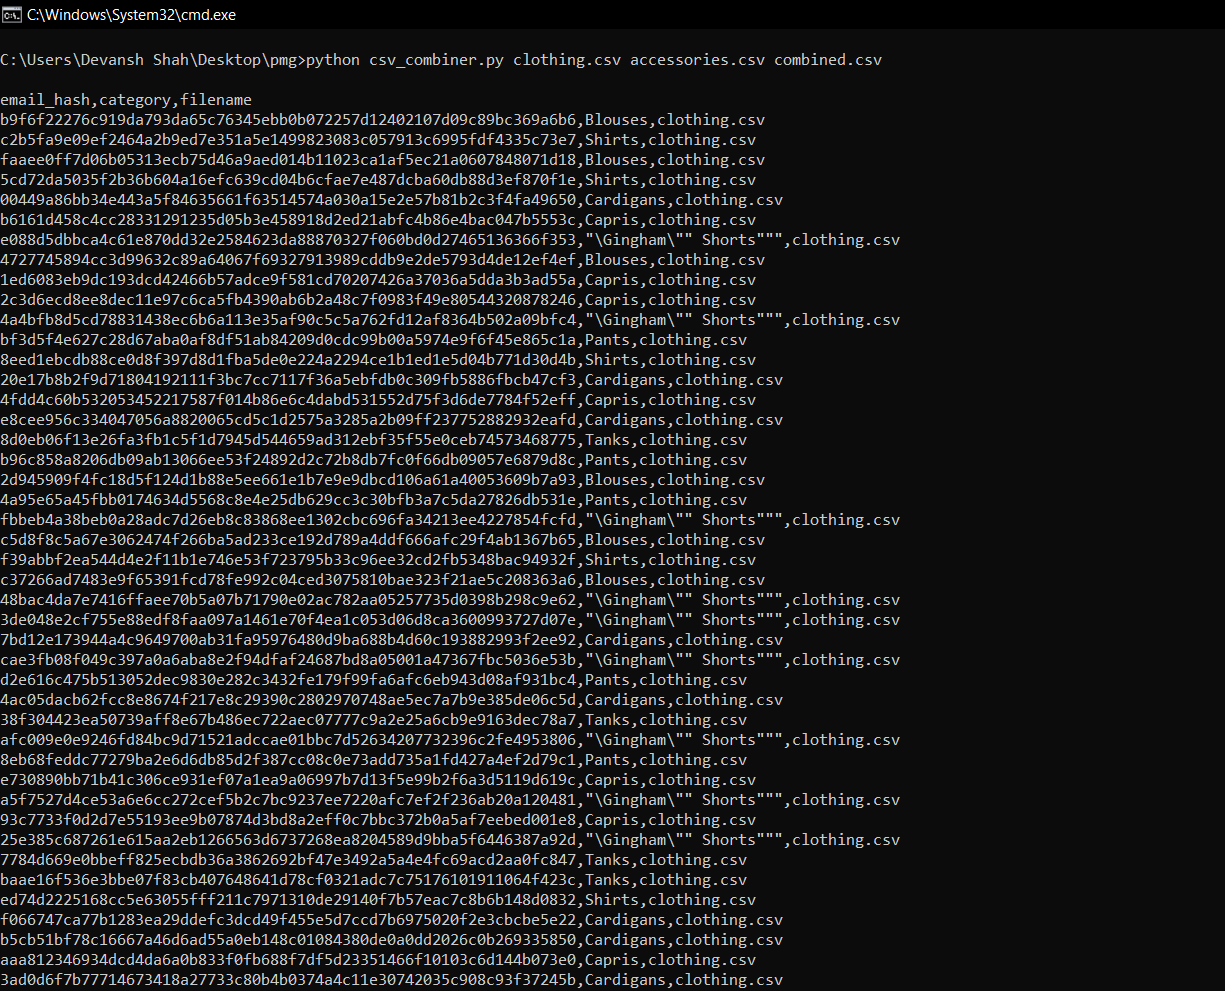 C:\Windows\System32\cmd.exe
C:\Users\Devansh Shah\Desktop\pmg>python csv_combiner.py clothing.csv accessories.csv combined.csv
email_hash,category,filename
b9f6f22276c919da793da65c76345ebb0b072257d12402107d09c89bc369a6b6,Blouses,clothing.csv
c2b5fa9e09ef2464a2b9ed7e351a5e1499823083c057913c6995fdf4335c73e7,Shirts,clothing.csv
faaee0ff7d06b05313ecb75d46a9aed014b11023ca1af5ec21a0607848071d18,Blouses,clothing.csv
5cd72da5035f2b36b604a16efc639cd04b6cfae7e487dcba60db88d3ef870f1e,Shirts,clothing.csv
00449a86bb34e443a5f84635661f63514574a030a15e2e57b81b2c3f4fa49650,Cardigans,clothing.csv
b6161d458c4cc28331291235d05b3e458918d2ed21abfc4b86e4bac047b5553c,Capris,clothing.csv
e088d5dbbca4c61e870dd32e2584623da88870327f060bd0d27465136366f353,"\Gingham\"" Shorts""",clothing.csv
4727745894cc3d99632c89a64067f69327913989cddb9e2de5793d4de12ef4ef,Blouses,clothing.csv
1ed6083eb9dc193dcd42466b57adce9f581cd70207426a37036a5dda3b3ad55a,Capris,clothing.csv
2c3d6ecd8ee8dec11e97c6ca5fb4390ab6b2a48c7f0983f49e80544320878246,Capris,clothing.csv
4a4bfb8d5cd78831438ec6b6a113e35af90c5c5a762fd12af8364b502a09bfc4,"\Gingham\"" Shorts""",clothing.csv
bf3d5f4e627c28d67aba0af8df51ab84209d0cdc99b00a5974e9f6f45e865c1a,Pants,clothing.csv
8eed1ebcdb88ce0d8f397d8d1fba5de0e224a2294ce1b1ed1e5d04b771d30d4b,Shirts,clothing.csv
20e17b8b2f9d71804192111f3bc7cc7117f36a5ebfdb0c309fb5886fbcb47cf3,Cardigans,clothing.csv
4fdd4c60b532053452217587f014b86e6c4dabd531552d75f3d6de7784f52eff,Capris,clothing.csv
e8cee956c334047056a8820065cd5c1d2575a3285a2b09ff237752882932eafd,Cardigans,clothing.csv
8d0eb06f13e26fa3fb1c5f1d7945d544659ad312ebf35f55e0ceb74573468775,Tanks,clothing.csv
b96c858a8206db09ab13066ee53f24892d2c72b8db7fc0f66db09057e6879d8c,Pants,clothing.csv
2d945909f4fc18d5f124d1b88e5ee661e1b7e9e9dbcd106a61a40053609b7a93,Blouses,clothing.csv
4a95e65a45fbb0174634d5568c8e4e25db629cc3c30bfb3a7c5da27826db531e,Pants,clothing.csv
fbbeb4a38beb0a28adc7d26eb8c83868ee1302cbc696fa34213ee4227854fcfd,"\Gingham\"" Shorts""",clothing.csv
c5d8f8c5a67e3062474f266ba5ad233ce192d789a4ddf666afc29f4ab1367b65,Blouses,clothing.csv
f39abbf2ea544d4e2f11b1e746e53f723795b33c96ee32cd2fb5348bac94932f,Shirts,clothing.csv
c37266ad7483e9f65391fcd78fe992c04ced3075810bae323f21ae5c208363a6,Blouses,clothing.csv
48bac4da7e7416ffaee70b5a07b71790e02ac782aa05257735d0398b298c9e62,"\Gingham\"" Shorts""",clothing.csv
3de048e2cf755e88edf8faa097a1461e70f4ea1c053d06d8ca3600993727d07e,"\Gingham\"" Shorts""",clothing.csv
7bd12e173944a4c9649700ab31fa95976480d9ba688b4d60c193882993f2ee92,Cardigans,clothing.csv
cae3fb08f049c397a0a6aba8e2f94dfaf24687bd8a05001a47367fbc5036e53b,"\Gingham\"" Shorts""",clothing.csv
d2e616c475b513052dec9830e282c3432fe179f99fa6afc6eb943d08af931bc4,Pants,clothing.csv
4ac05dacb62fcc8e8674f217e8c29390c2802970748ae5ec7a7b9e385de06c5d,Cardigans,clothing.csv
38f304423ea50739aff8e67b486ec722aec07777c9a2e25a6cb9e9163dec78a7,Tanks,clothing.csv
afc009e0e9246fd84bc9d71521adccae01bbc7d52634207732396c2fe4953806,"\Gingham\"" Shorts""",clothing.csv
8eb68feddc77279ba2e6d6db85d2f387cc08c0e73add735a1fd427a4ef2d79c1,Pants,clothing.csv
e730890bb71b41c306ce931ef07a1ea9a06997b7d13f5e99b2f6a3d5119d619c,Capris,clothing.csv
a5f7527d4ce53a6e6cc272cef5b2c7bc9237ee7220afc7ef2f236ab20a120481,"\Gingham\"" Shorts""",clothing.csv
93c7733f0d2d7e55193ee9b07874d3bd8a2eff0c7bbc372b0a5af7eebed001e8,Capris,clothing.csv
25e385c687261e615aa2eb1266563d6737268ea8204589d9bba5f6446387a92d,"\Gingham\"" Shorts""",clothing.csv
7784d669e0bbeff825ecbdb36a3862692bf47e3492a5a4e4fc69acd2aa0fc847,Tanks,clothing.csv
baae16f536e3bbe07f83cb407648641d78cf0321adc7c75176101911064f423c,Tanks,clothing.csv
ed74d2225168cc5e63055fff211c7971310de29140f7b57eac7c8b6b148d0832,Shirts,clothing.csv
f066747ca77b1283ea29ddefc3dcd49f455e5d7ccd7b6975020f2e3cbcbe5e22,Cardigans,clothing.csv
b5cb51bf78c16667a46d6ad55a0eb148c01084380de0a0dd2026c0b269335850,Cardigans,clothing.csv
aaa812346934dcd4da6a0b833f0fb688f7df5d23351466f10103c6d144b073e0,Capris,clothing.csv
3ad0d6f7b77714673418a27733c80b4b0374a4c11e30742035c908c93f37245b,Cardigans,clothing.csv